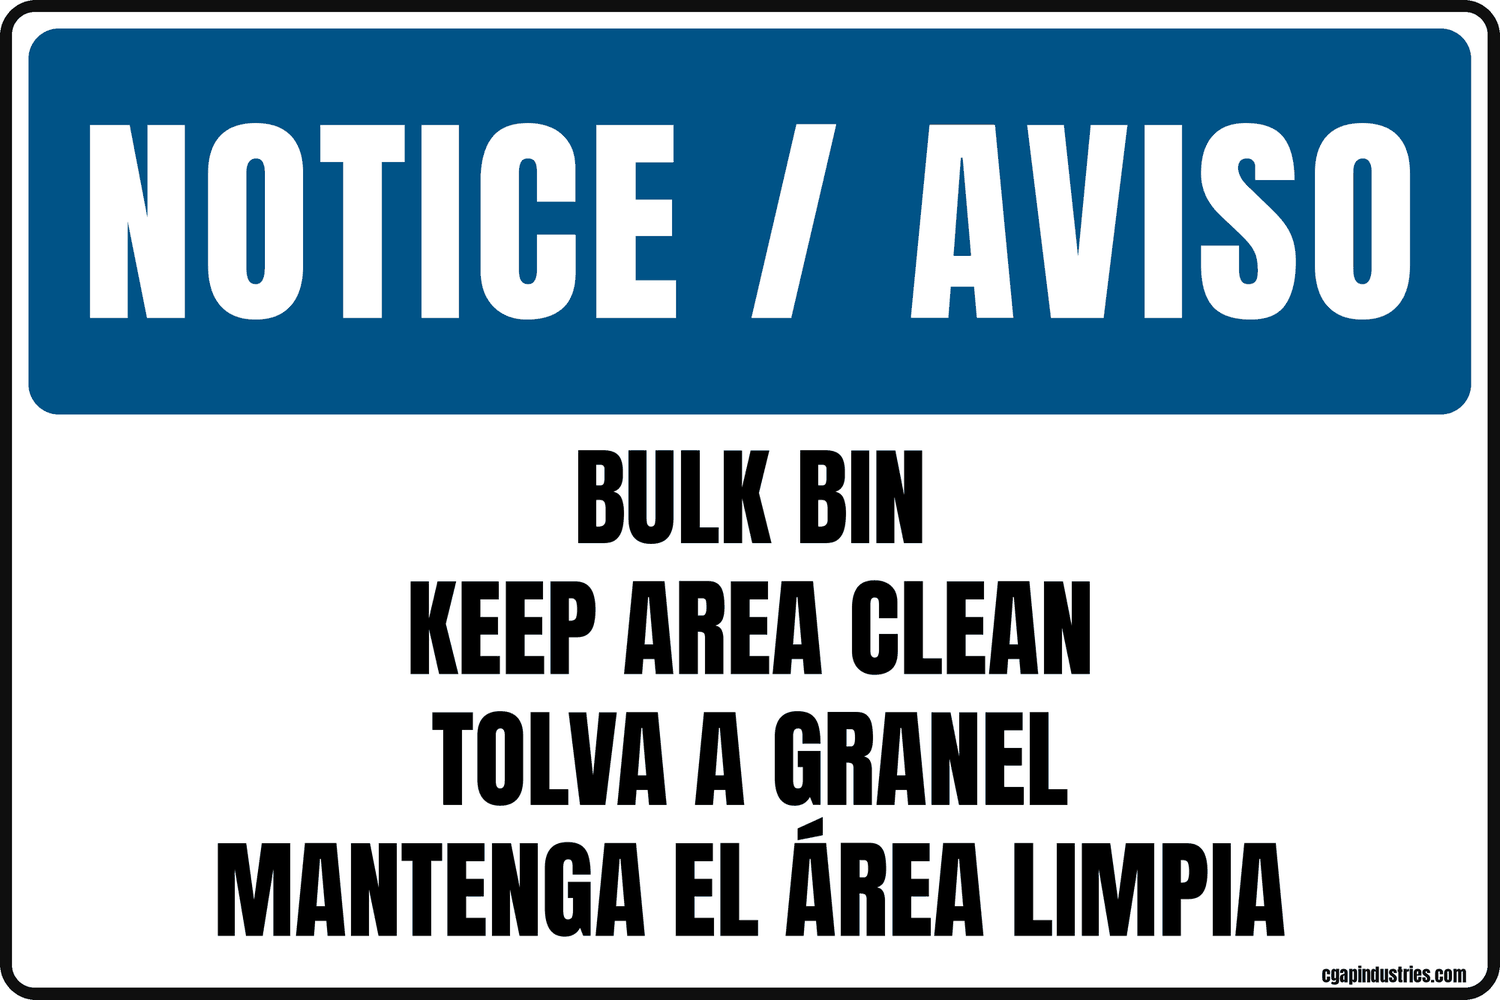 NOTICE / AVISO
BULK BIN
KEEP AREA CLEAN
TOLVA A GRANEL
MANTENGA EL ÁREA LIMPIA
cgapindustries.com